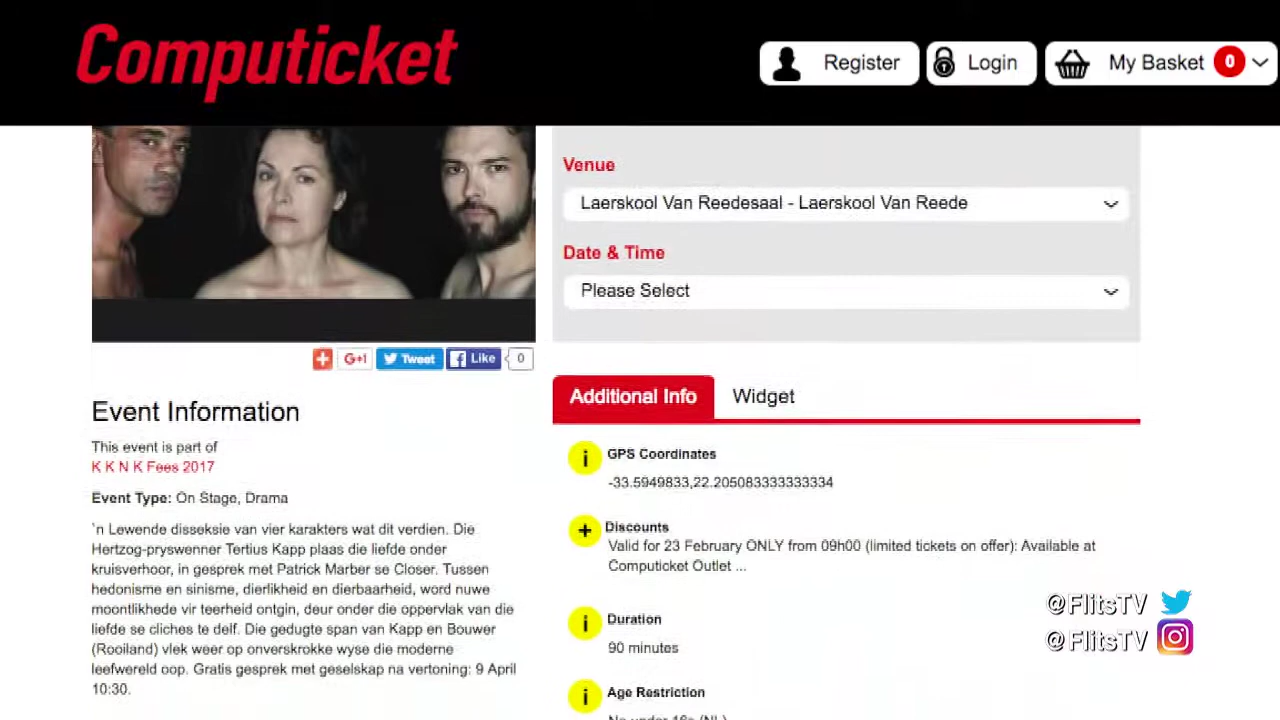 Computicket
Register
Login
My Basket 0
Venue
Laerskool Van Reedesaal - Laerskool Van Reede
Date & Time
Please Select
G+1
Tweet
Like
0
Event Information
This event is part of
K K N K Fees 2017
Event Type: On Stage, Drama
`n Lewende disseksie van vier karakters wat dit verdien. Die
Hertzog-pryswenner Tertius Kapp plaas die liefde onder
kruisverhoor, in gesprek met Patrick Marber se Closer. Tussen
hedonisme en sinisme, dierlikheid en dierbaarheid, word nuwe
moontlikhede vir teerheid ontgin, deur onder die oppervlak van die
liefde se cliches te delf. Die gedugte span van Kapp en Bouwer
(Rooiland) vlek weer op onverskrokke wyse die moderne
leefwereld oop. Gratis gesprek met geselskap na vertoning: 9 April
10:30.
Additional Info
Widget
GPS Coordinates
-33.5949833,22.205083333333334
Discounts
Valid for 23 February ONLY from 09h00 (limited tickets on offer): Available at
Computicket Outlet ...
Duration
90 minutes
Age Restriction
No under 16s (NL)
@FlitsTV
@FlitsTV